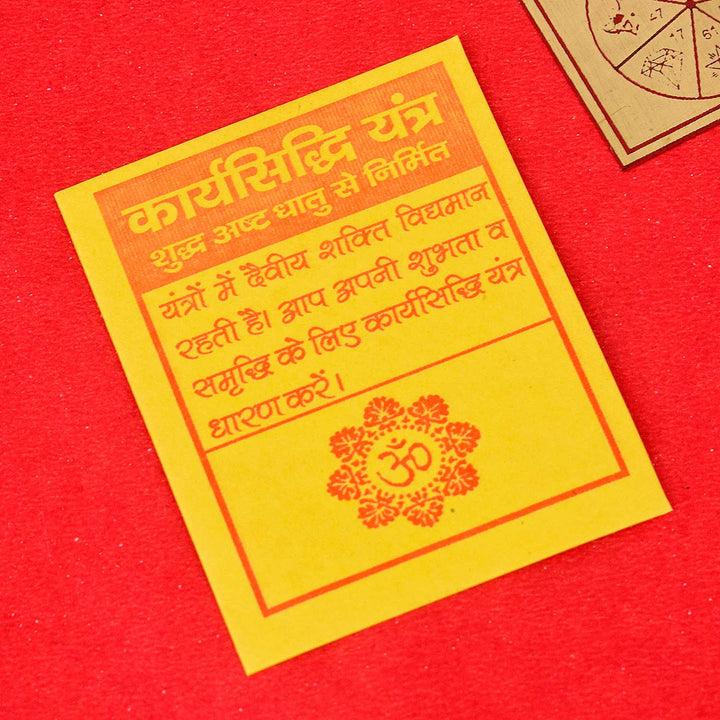 कार्यसिद्धि यंत्र
शुद्ध अष्ट धातु से निर्मित
यंत्रों में दैवीय शक्ति विद्यमान
रहती है। आप अपनी शुभता व
समृद्धि के लिए कार्यसिद्धि यंत्र
धारण करें।
ॐ